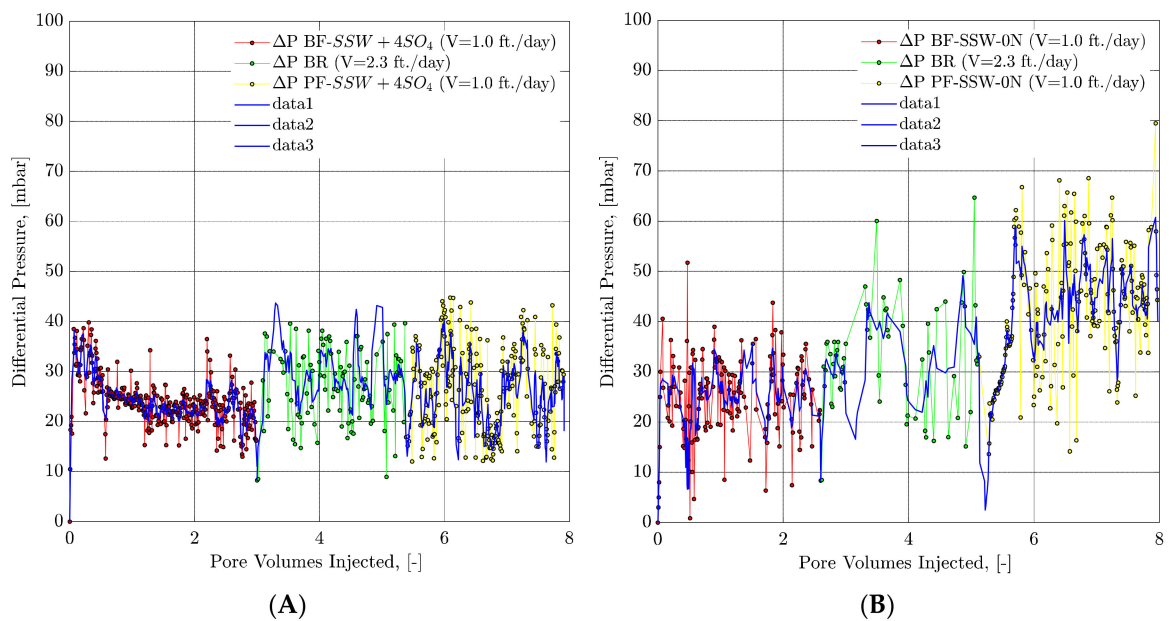 100
90
80
70
60
50
40
30
20
10
0
Differential Pressure, [mbar]
ΔP BF-SSW + 4SO₄ (V=1.0 ft./day)
ΔP BR (V=2.3 ft./day)
ΔP PF-SSW + 4SO₄ (V=1.0 ft./day)
data1
data2
data3
0 2 4 6 8
Pore Volumes Injected, [-]
(A)
100
90
80
70
60
50
40
30
20
10
0
Differential Pressure, [mbar]
ΔP BF-SSW-0N (V=1.0 ft./day)
ΔP BR (V=2.3 ft./day)
ΔP PF-SSW-0N (V=1.0 ft./day)
data1
data2
data3
0 2 4 6 8
Pore Volumes Injected, [-]
(B)